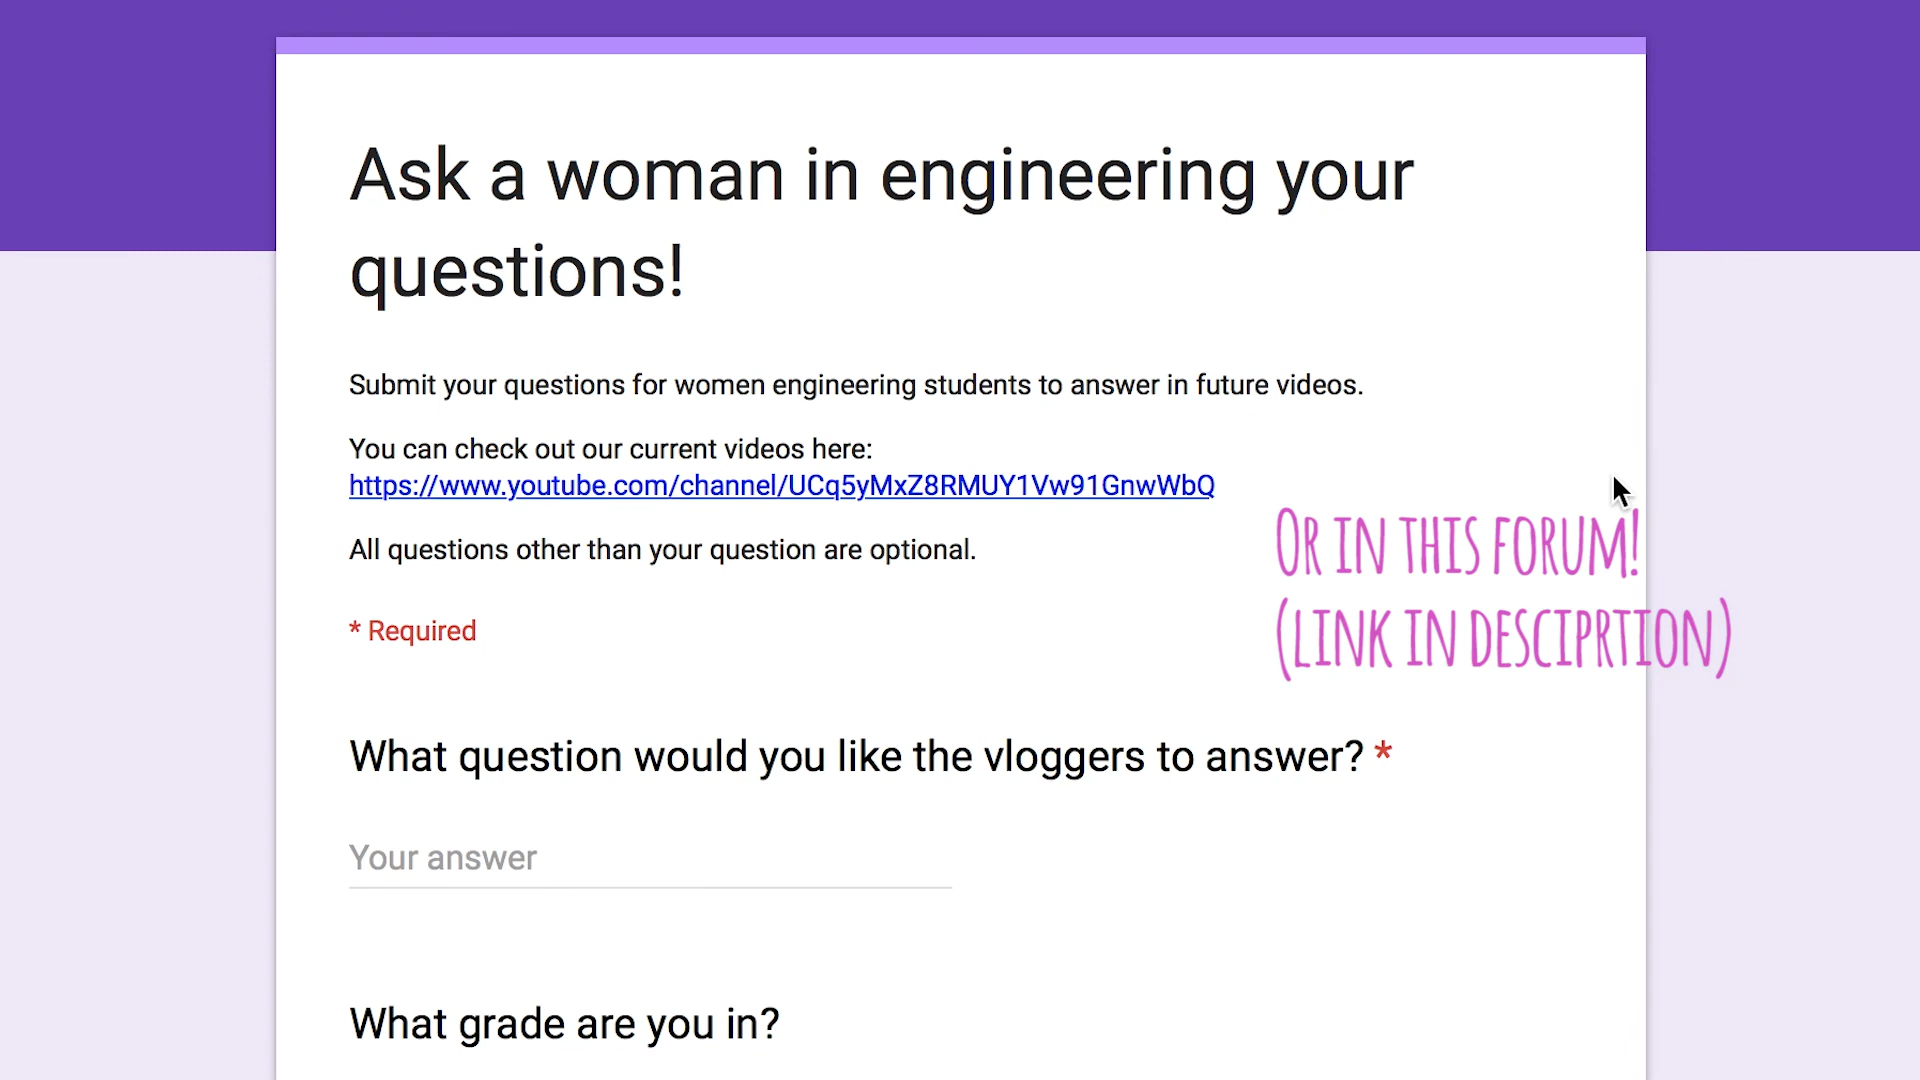 Ask a woman in engineering your
questions!
Submit your questions for women engineering students to answer in future videos.
You can check out our current videos here:
https://www.youtube.com/channel/UCq5yMxZ8RMUY1Vw91GnwWbQ
All questions other than your question are optional.
OR IN THIS FORUM!
(LINK IN DESCIPRTION)
* Required
What question would you like the vloggers to answer? *
Your answer
What grade are you in?